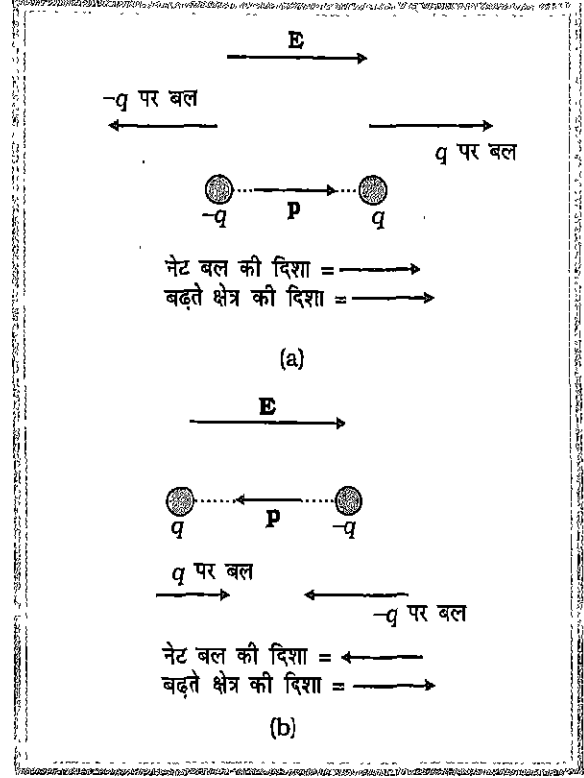 E
–q पर बल
q पर बल
–q
p
q
नेट बल की दिशा =
बढ़ते क्षेत्र की दिशा =
(a)
E
q
p
–q
q पर बल
–q पर बल
नेट बल की दिशा =
बढ़ते क्षेत्र की दिशा =
(b)